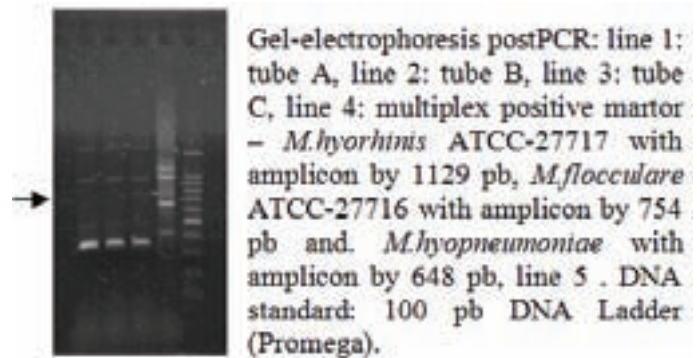 Gel-electrophoresis postPCR: line 1:
tube A, line 2: tube B, line 3: tube
C, line 4: multiplex positive martor
– M.hyorhinis ATCC-27717 with
amplicon by 1129 pb, M.flocculare
ATCC-27716 with amplicon by 754
pb and. M.hyopneumoniae with
amplicon by 648 pb, line 5 . DNA
standard: 100 pb DNA Ladder
(Promega).